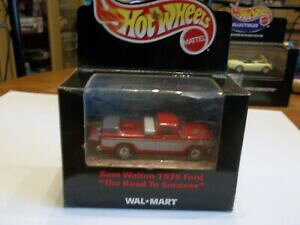 Hot Wheels
MATTEL
Sam Walton 1979 Ford
"The Road To Success"
WAL★MART